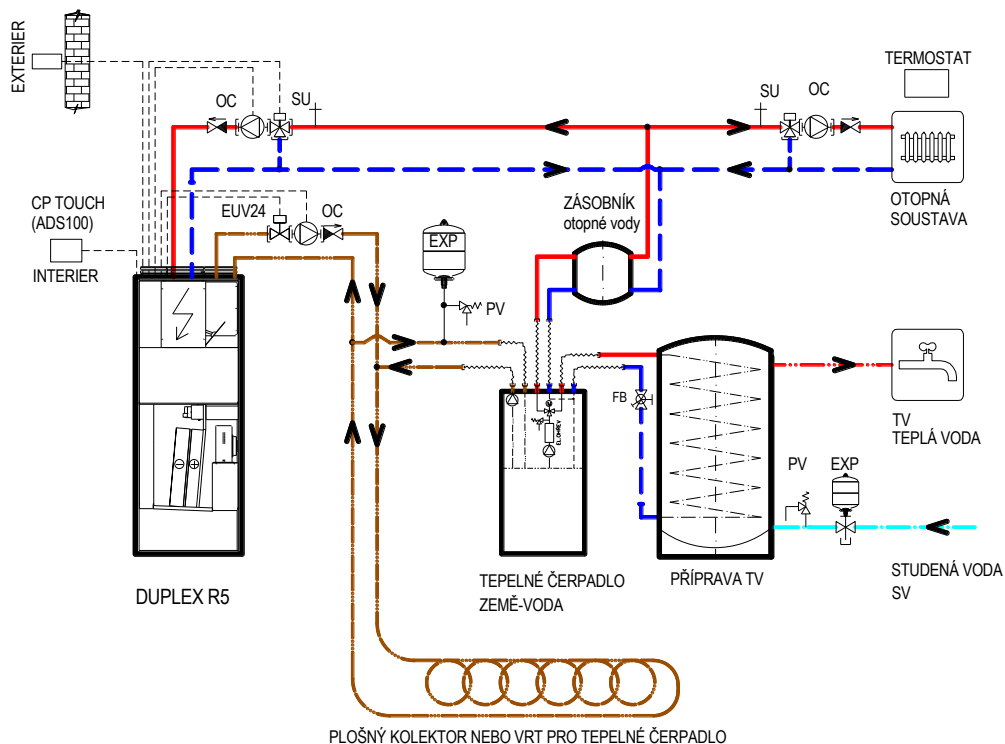 EXTERIER
OC
SU
SU
OC
TERMOSTAT
OTOPNÁ
SOUSTAVA
CP TOUCH
(ADS100)
INTERIER
EUV24
OC
EXP
PV
ZÁSOBNÍK
otopné vody
FB
ELOHREV
TV
TEPLÁ VODA
PV
EXP
STUDENÁ VODA
SV
DUPLEX R5
TEPELNÉ ČERPADLO
ZEMĚ-VODA
PŘÍPRAVA TV
PLOŠNÝ KOLEKTOR NEBO VRT PRO TEPELNÉ ČERPADLO